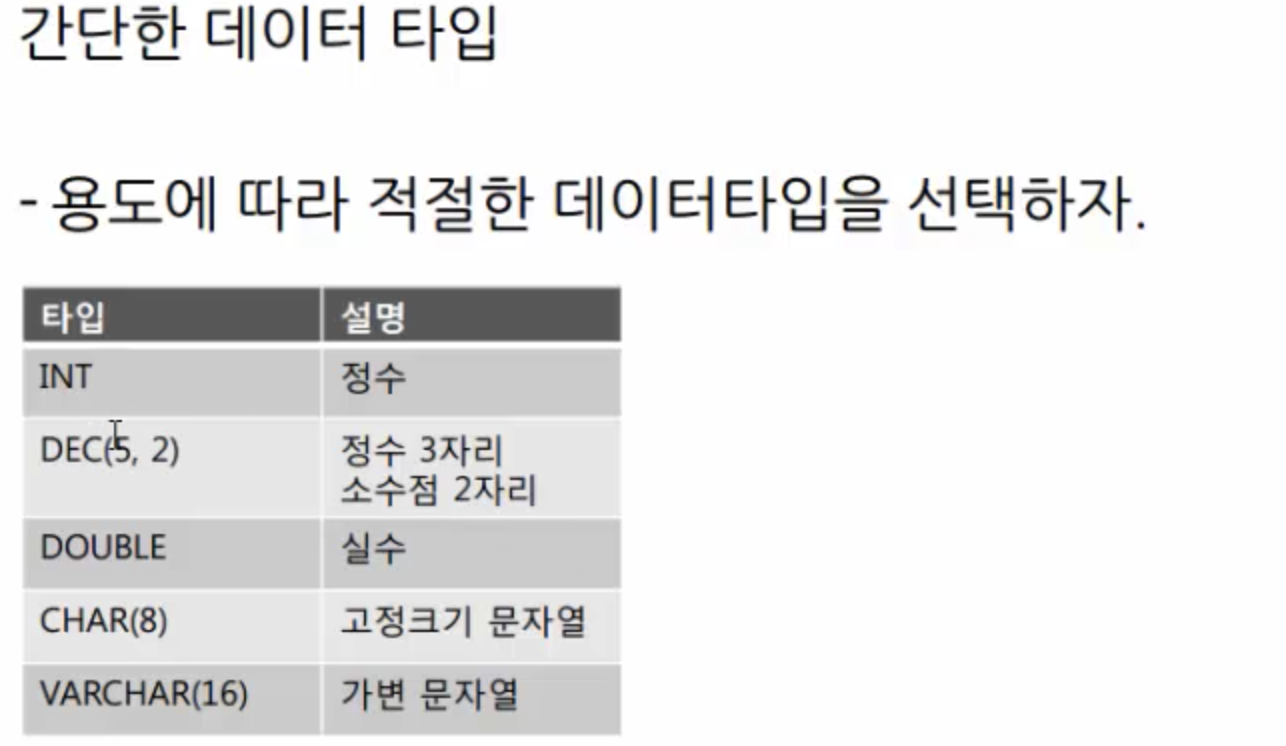 간단한 데이터 타입
- 용도에 따라 적절한 데이터타입을 선택하자.
타입 설명
INT 정수
DEC(5, 2) 정수 3자리
소수점 2자리
DOUBLE 실수
CHAR(8) 고정크기 문자열
VARCHAR(16) 가변 문자열